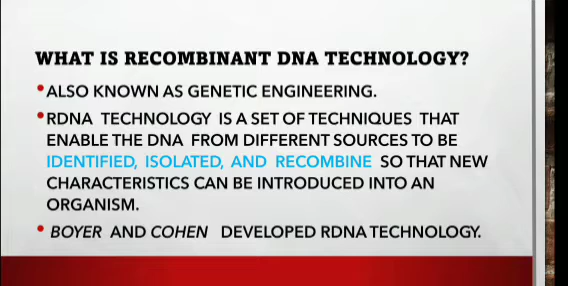 WHAT IS RECOMBINANT DNA TECHNOLOGY?
• ALSO KNOWN AS GENETIC ENGINEERING.
• RDNA TECHNOLOGY IS A SET OF TECHNIQUES THAT
ENABLE THE DNA FROM DIFFERENT SOURCES TO BE
IDENTIFIED, ISOLATED, AND RECOMBINE SO THAT NEW
CHARACTERISTICS CAN BE INTRODUCED INTO AN
ORGANISM.
• BOYER AND COHEN DEVELOPED RDNA TECHNOLOGY.